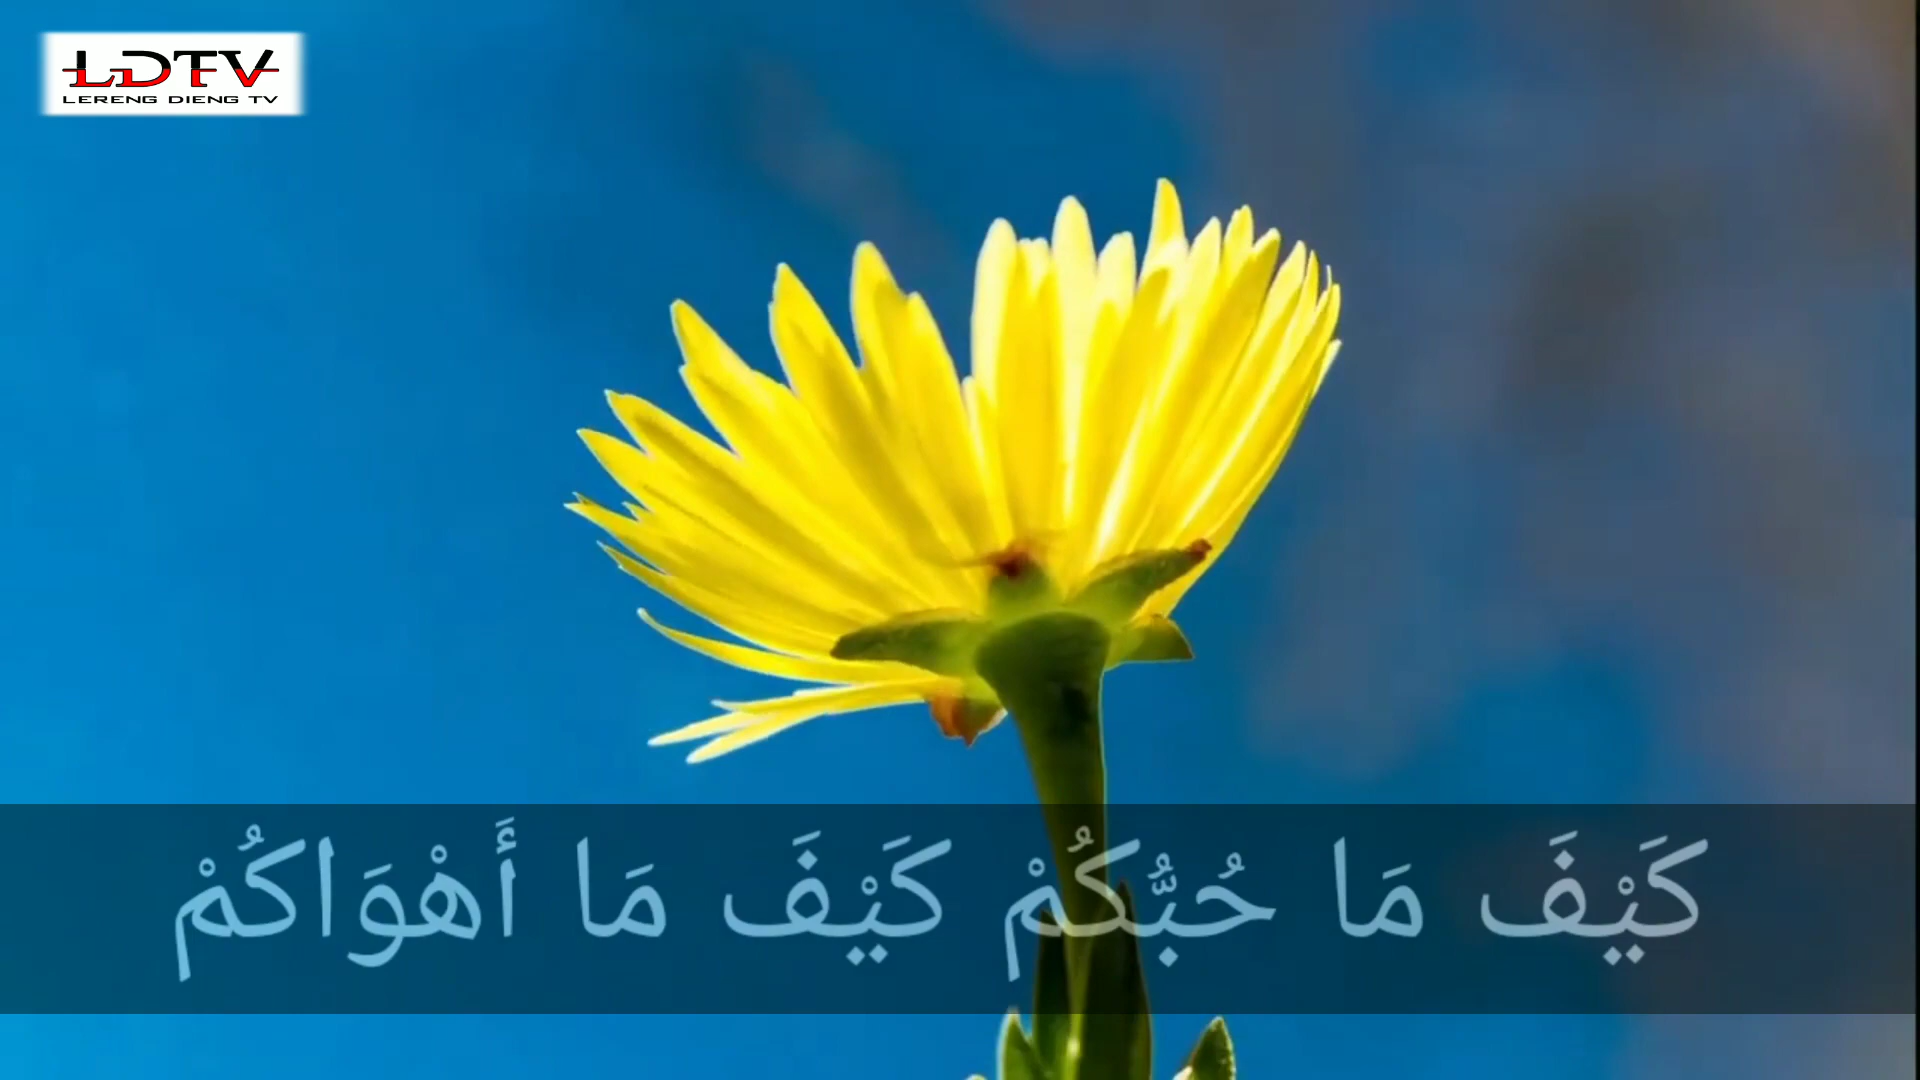 LDTV
LERENG DIENG TV
كَيْفَ مَا حُبُّكُمْ كَيْفَ مَا أَهْوَاكُمْ